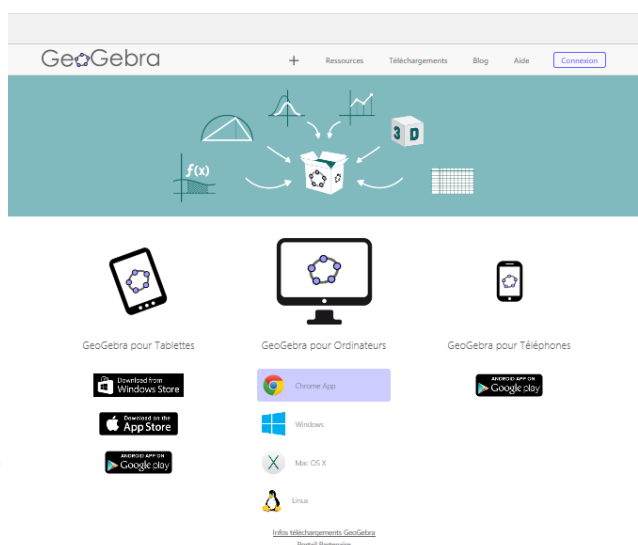 GeoGebra
+ Ressources Téléchargements Blog Aide Connexion
3 D
f(x)
GeoGebra pour Tablettes
GeoGebra pour Ordinateurs
GeoGebra pour Téléphones
Download from
Windows Store
Download on the
App Store
ANDROID APP ON
Google play
Chrome App
Windows
Mac OS X
Linux
ANDROID APP ON
Google play
Infos téléchargements GeoGebra
Portail Partenaire